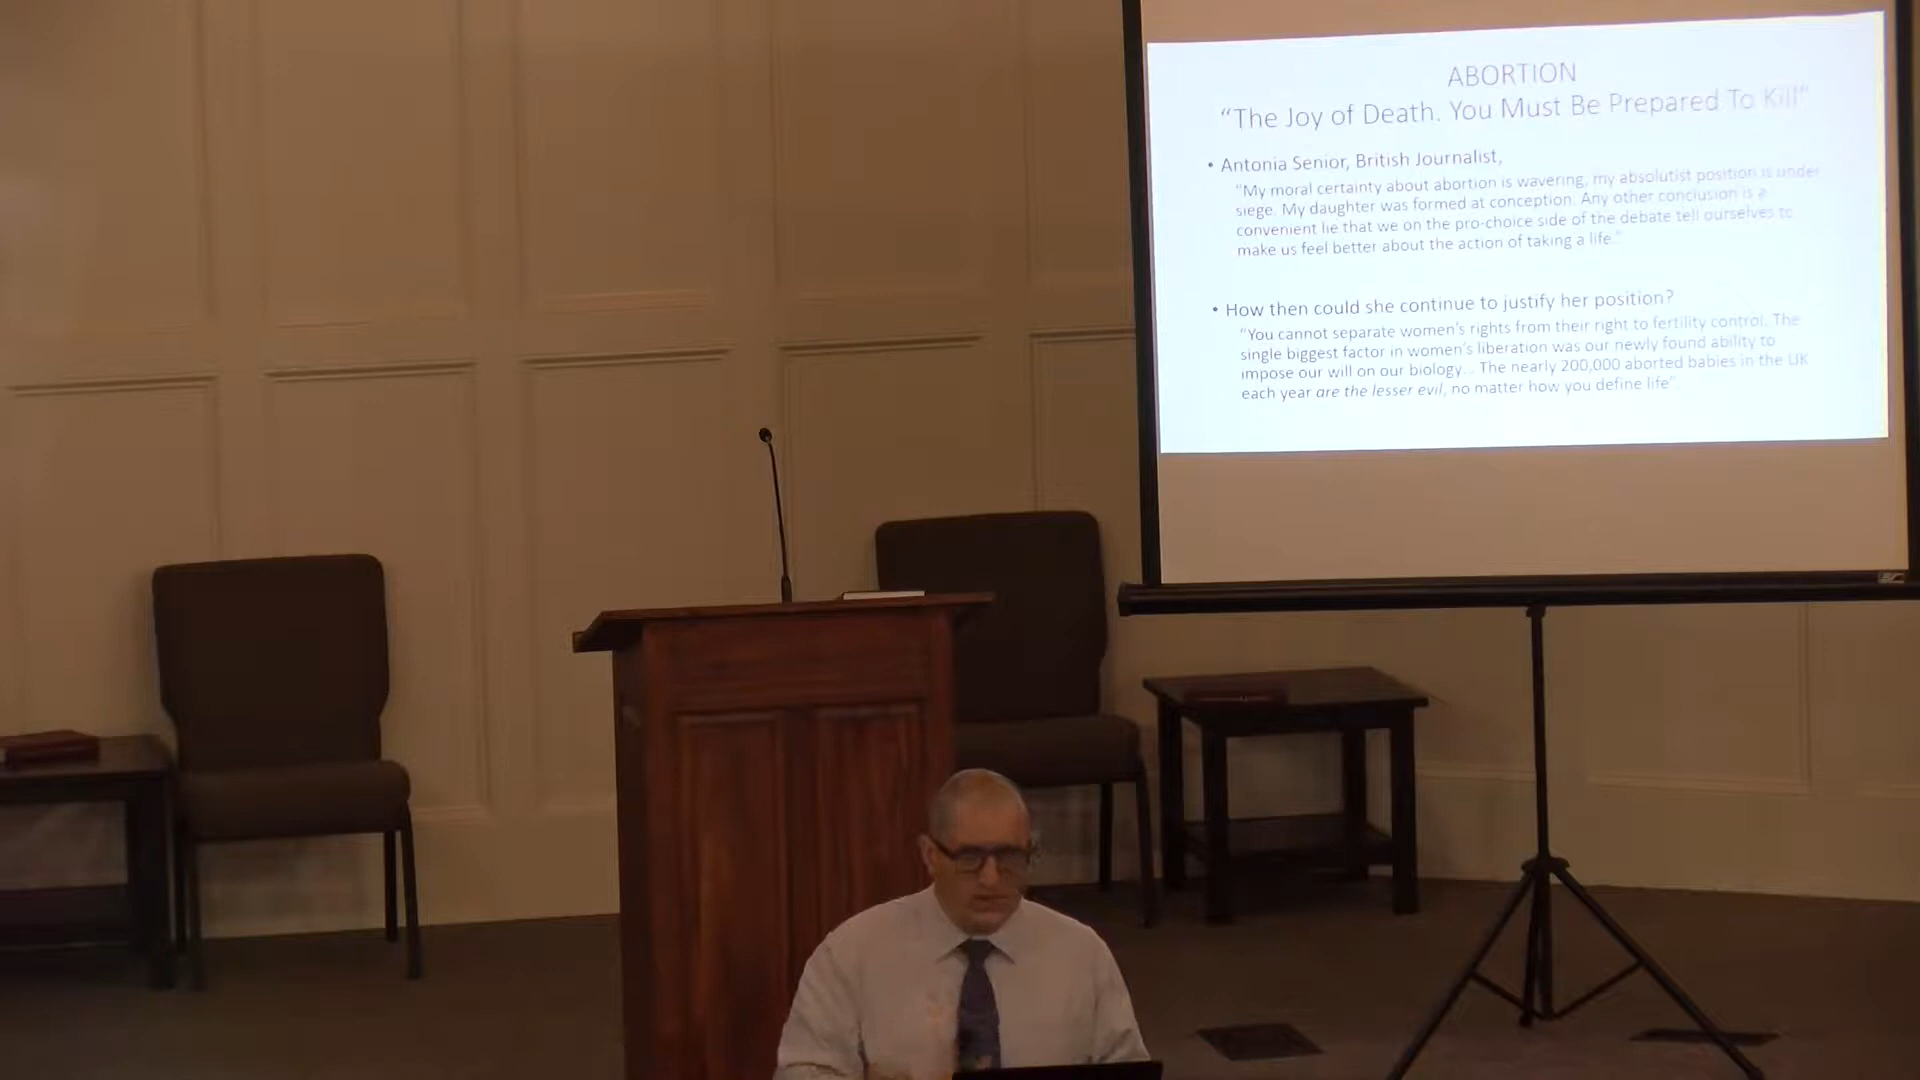 ABORTION
“The Joy of Death. You Must Be Prepared To Kill”
• Antonia Senior, British Journalist,
“My moral certainty about abortion is wavering, my absolutist position is under
siege. My daughter was formed at conception. Any other conclusion is a
convenient lie that we on the pro-choice side of the debate tell ourselves to
make us feel better about the action of taking a life.”
• How then could she continue to justify her position?
“You cannot separate women’s rights from their right to fertility control. The
single biggest factor in women’s liberation was our newly found ability to
impose our will on our biology… The nearly 200,000 aborted babies in the UK
each year are the lesser evil, no matter how you define life”.